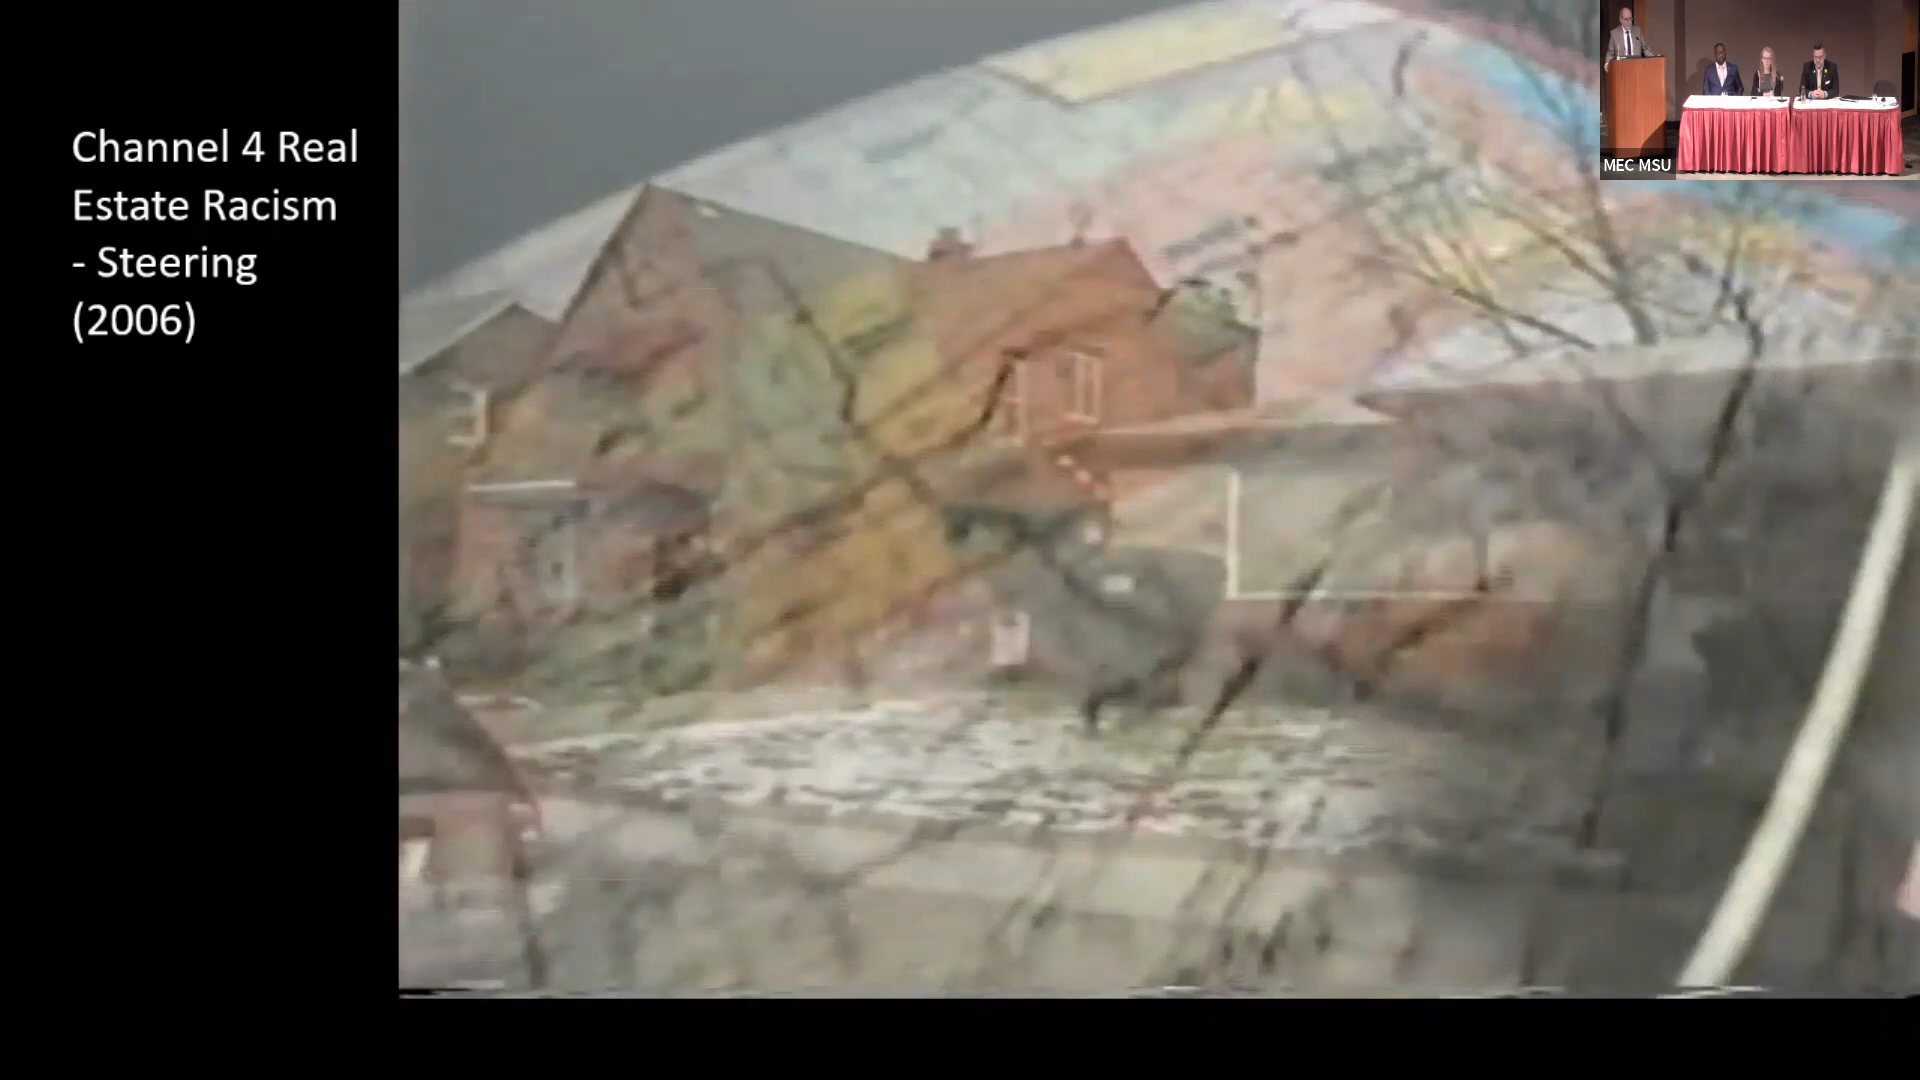 Channel 4 Real
Estate Racism
- Steering
(2006)
MEC MSU